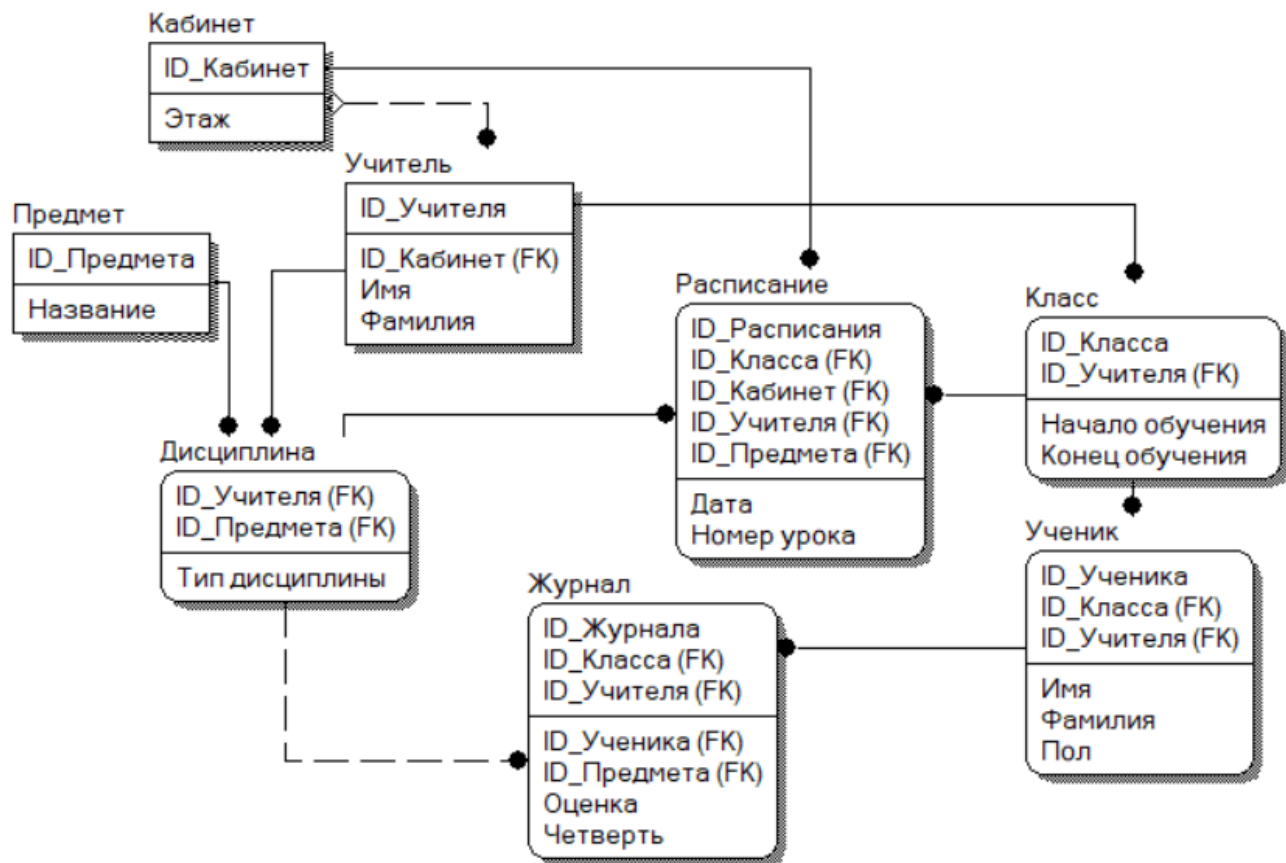 Кабинет
ID_Кабинет
Этаж
Учитель
ID_Учителя
ID_Кабинет (FK)
Имя
Фамилия
Предмет
ID_Предмета
Название
Расписание
ID_Расписания
ID_Класса (FK)
ID_Кабинет (FK)
ID_Учителя (FK)
ID_Предмета (FK)
Дата
Номер урока
Класс
ID_Класса
ID_Учителя (FK)
Начало обучения
Конец обучения
Дисциплина
ID_Учителя (FK)
ID_Предмета (FK)
Тип дисциплины
Журнал
ID_Журнала
ID_Класса (FK)
ID_Учителя (FK)
ID_Ученика (FK)
ID_Предмета (FK)
Оценка
Четверть
Ученик
ID_Ученика
ID_Класса (FK)
ID_Учителя (FK)
Имя
Фамилия
Пол